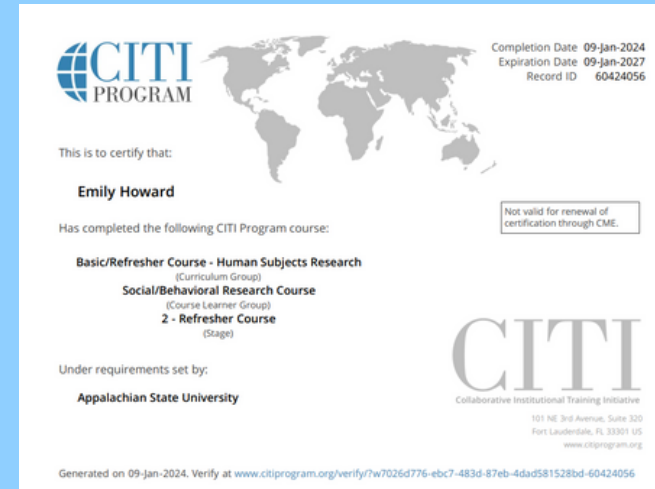 CITI
PROGRAM
Completion Date 09-Jan-2024
Expiration Date 09-Jan-2027
Record ID 60424056
This is to certify that:
Emily Howard
Not valid for renewal of
certification through CME.
Has completed the following CITI Program course:
Basic/Refresher Course - Human Subjects Research
(Curriculum Group)
Social/Behavioral Research Course
(Course Learner Group)
2 - Refresher Course
(Stage)
Under requirements set by:
Appalachian State University
CITI
Collaborative Institutional Training Initiative
101 NE 3rd Avenue, Suite 320
Fort Lauderdale, FL 33301 US
www.citiprogram.org
Generated on 09-Jan-2024. Verify at www.citiprogram.org/verify/?w7026d776-ebc7-483d-87eb-4dad581528bd-60424056